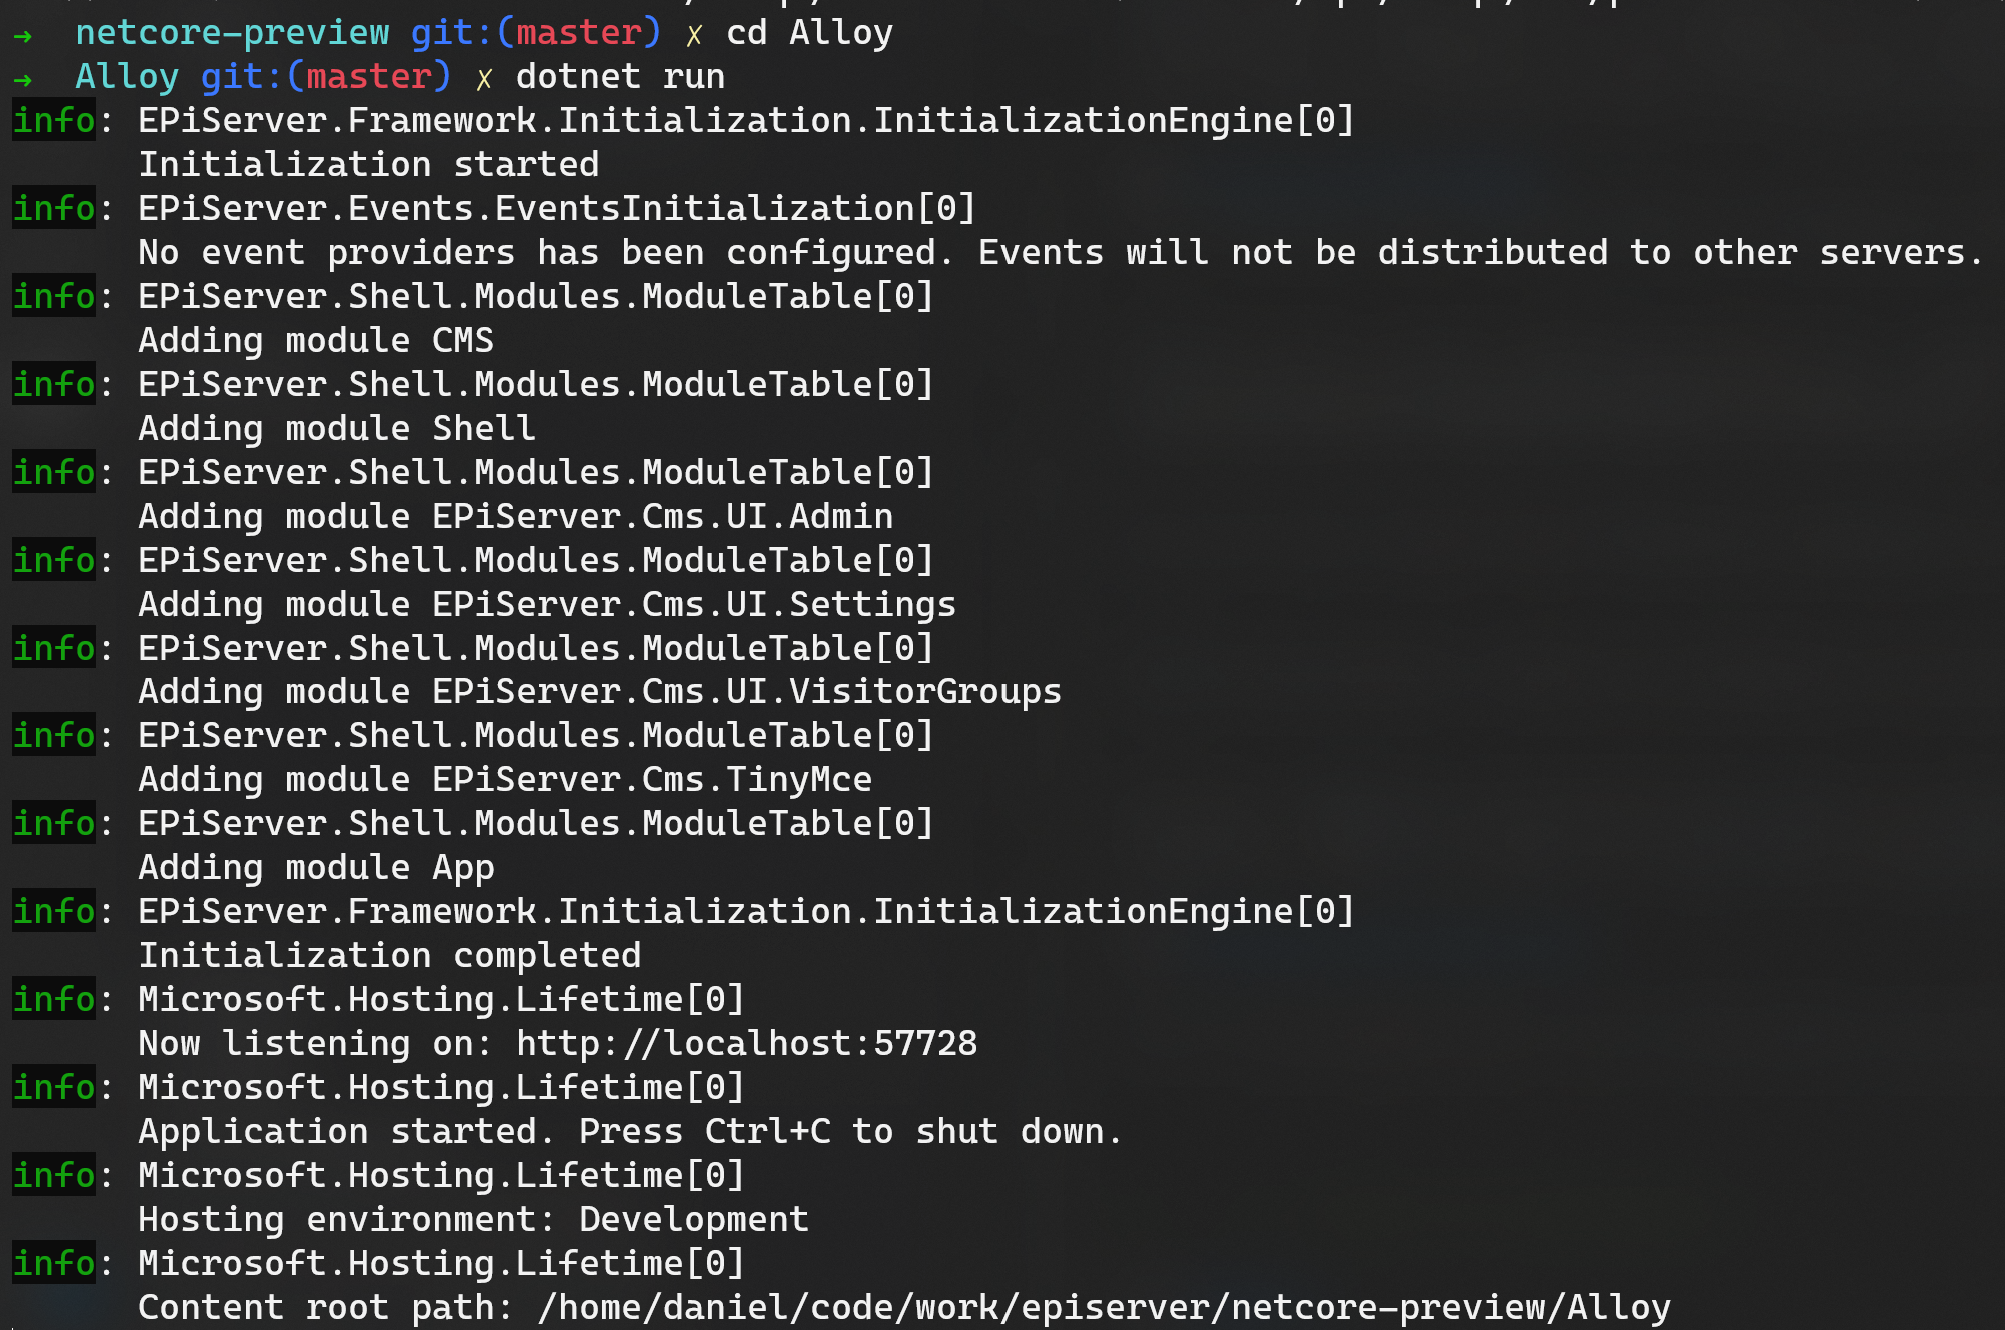 → netcore-preview git:(master) ✗ cd Alloy
→ Alloy git:(master) ✗ dotnet run
info: EPiServer.Framework.Initialization.InitializationEngine[0]
Initialization started
info: EPiServer.Events.EventsInitialization[0]
No event providers has been configured. Events will not be distributed to other servers.
info: EPiServer.Shell.Modules.ModuleTable[0]
Adding module CMS
info: EPiServer.Shell.Modules.ModuleTable[0]
Adding module Shell
info: EPiServer.Shell.Modules.ModuleTable[0]
Adding module EPiServer.Cms.UI.Admin
info: EPiServer.Shell.Modules.ModuleTable[0]
Adding module EPiServer.Cms.UI.Settings
info: EPiServer.Shell.Modules.ModuleTable[0]
Adding module EPiServer.Cms.UI.VisitorGroups
info: EPiServer.Shell.Modules.ModuleTable[0]
Adding module EPiServer.Cms.TinyMce
info: EPiServer.Shell.Modules.ModuleTable[0]
Adding module App
info: EPiServer.Framework.Initialization.InitializationEngine[0]
Initialization completed
info: Microsoft.Hosting.Lifetime[0]
Now listening on: http://localhost:57728
info: Microsoft.Hosting.Lifetime[0]
Application started. Press Ctrl+C to shut down.
info: Microsoft.Hosting.Lifetime[0]
Hosting environment: Development
info: Microsoft.Hosting.Lifetime[0]
Content root path: /home/daniel/code/work/episerver/netcore-preview/Alloy